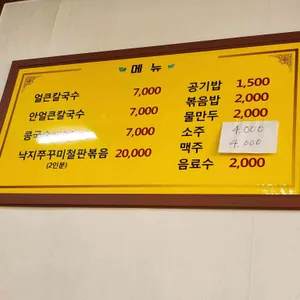 메뉴
얼큰칼국수 7,000
안얼큰칼국수 7,000
콩국수 7,000
낙지쭈꾸미철판볶음 20,000
(2인분)
공기밥 1,500
볶음밥 2,000
물만두 2,000
소주 4,000
맥주 4,000
음료수 2,000